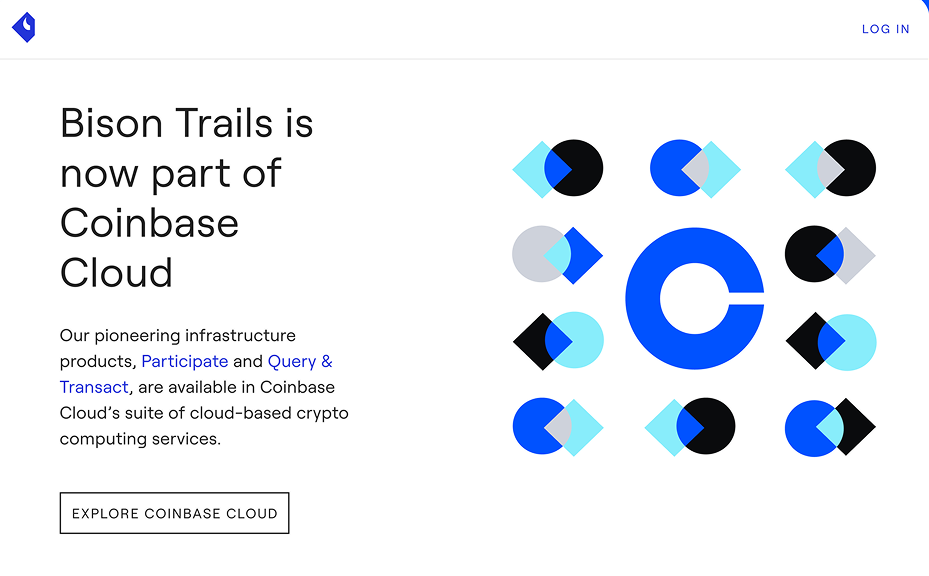 LOG IN
Bison Trails is
now part of
Coinbase
Cloud
Our pioneering infrastructure
products, Participate and Query &
Transact, are available in Coinbase
Cloud’s suite of cloud-based crypto
computing services.
EXPLORE COINBASE CLOUD